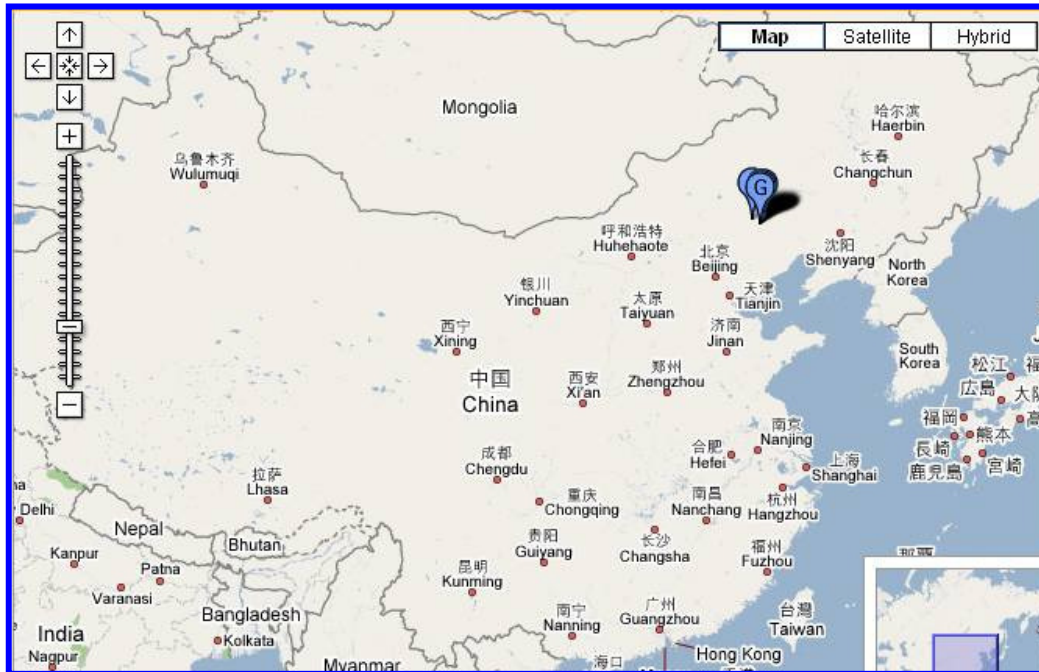 Map
Satellite
Hybrid
Mongolia
哈尔滨
Haerbin
乌鲁木齐
Wulumuqi
长春
Changchun
G
呼和浩特
Huhehaote
北京
Beijing
沈阳
Shenyang
North
Korea
银川
Yinchuan
太原
Taiyuan
天津
Tianjin
西宁
Xining
济南
Jinan
South
Korea
中国
China
西安
Xi'an
郑州
Zhengzhou
松江
広島
福岡
熊本
長崎
宮崎
鹿児島
成都
Chengdu
合肥
Hefei
南京
Nanjing
上海
Shanghai
拉萨
Lhasa
重庆
Chongqing
南昌
Nanchang
杭州
Hangzhou
Delhi
Nepal
Bhutan
贵阳
Guiyang
长沙
Changsha
福州
Fuzhou
Kanpur
Patna
Varanasi
昆明
Kunming
Bangladesh
Kolkata
India
Nagpur
Myanmar
南宁
Nanning
广州
Guangzhou
台灣
Taiwan
Hong Kong
海口